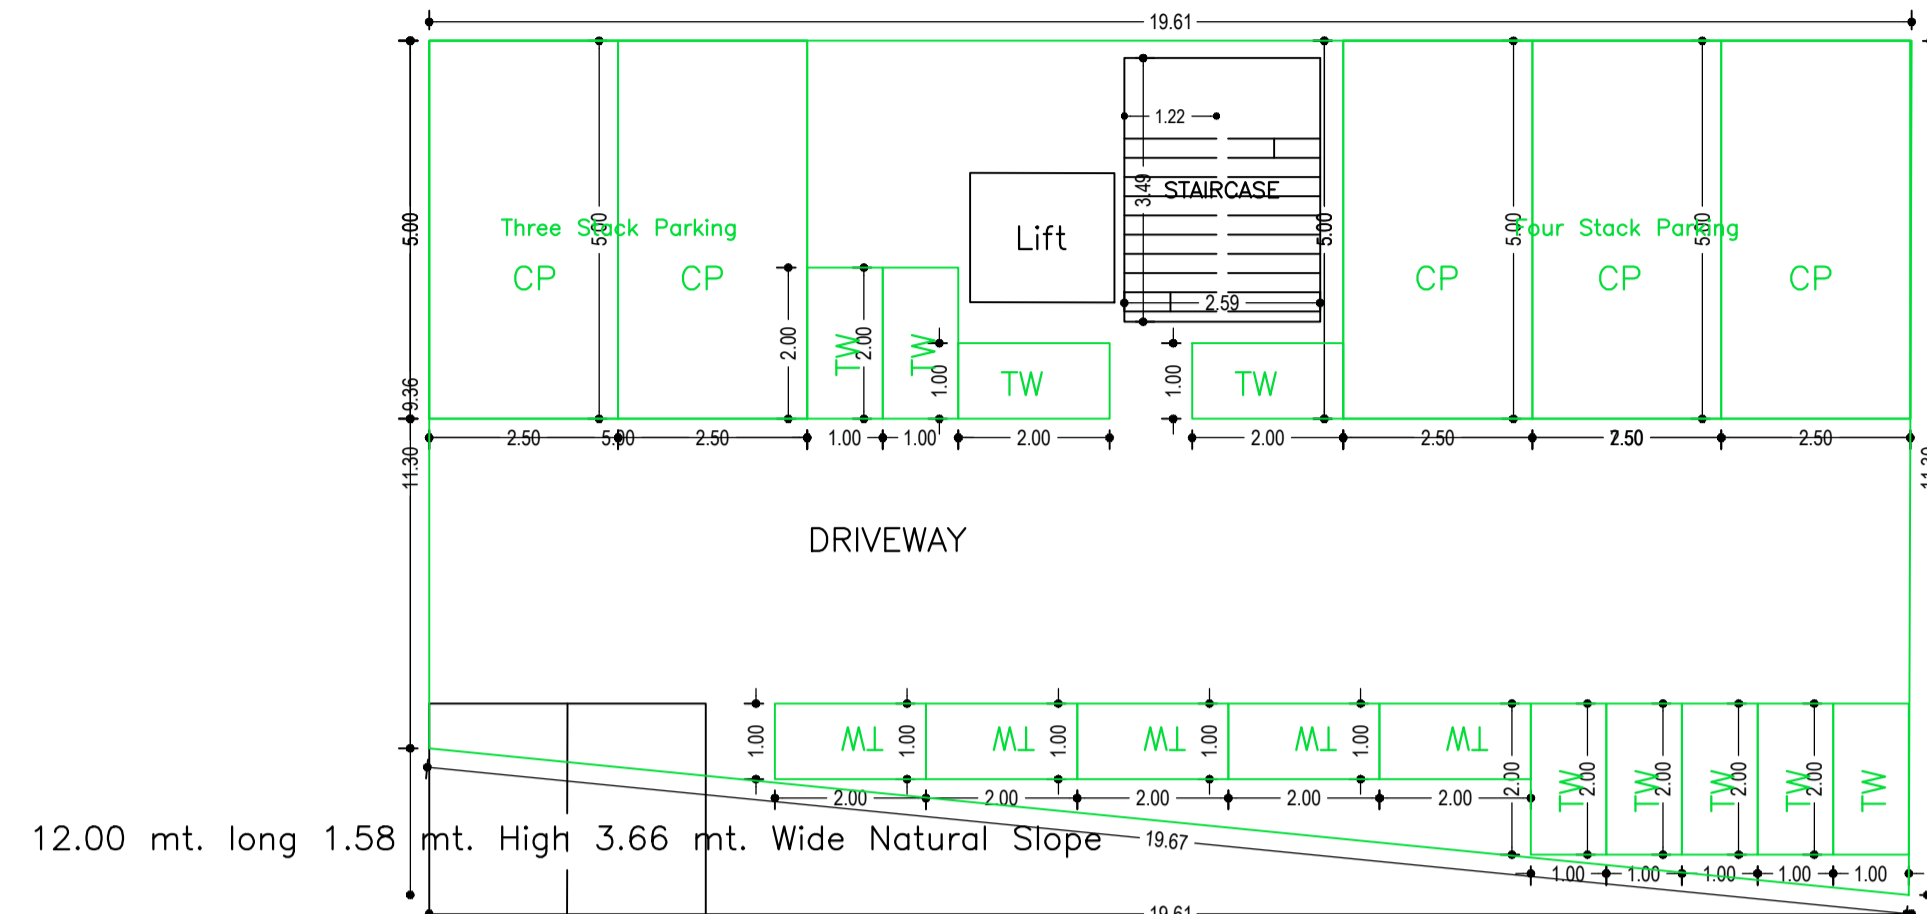 19.61
1.22
3.49
STAIRCASE
5.00
Three Stack Parking
5.00
Lift
5.00
5.00
Four Stack Parking
5.00
CP
CP
CP
CP
CP
2.59
2.00
TW
2.00
TW
1.00
TW
1.00
TW
9.36
2.50
5.00
2.50
1.00
1.00
2.00
2.00
2.50
2.50
2.50
11.30
DRIVEWAY
1.00
TW
1.00
TW
1.00
TW
1.00
TW
1.00
TW
2.00
TW
2.00
TW
2.00
TW
2.00
TW
2.00
TW
2.00
2.00
2.00
2.00
2.00
12.00 mt. long 1.58 mt. High 3.66 mt. Wide Natural Slope
19.67
1.00
1.00
1.00
1.00
1.00
19.61